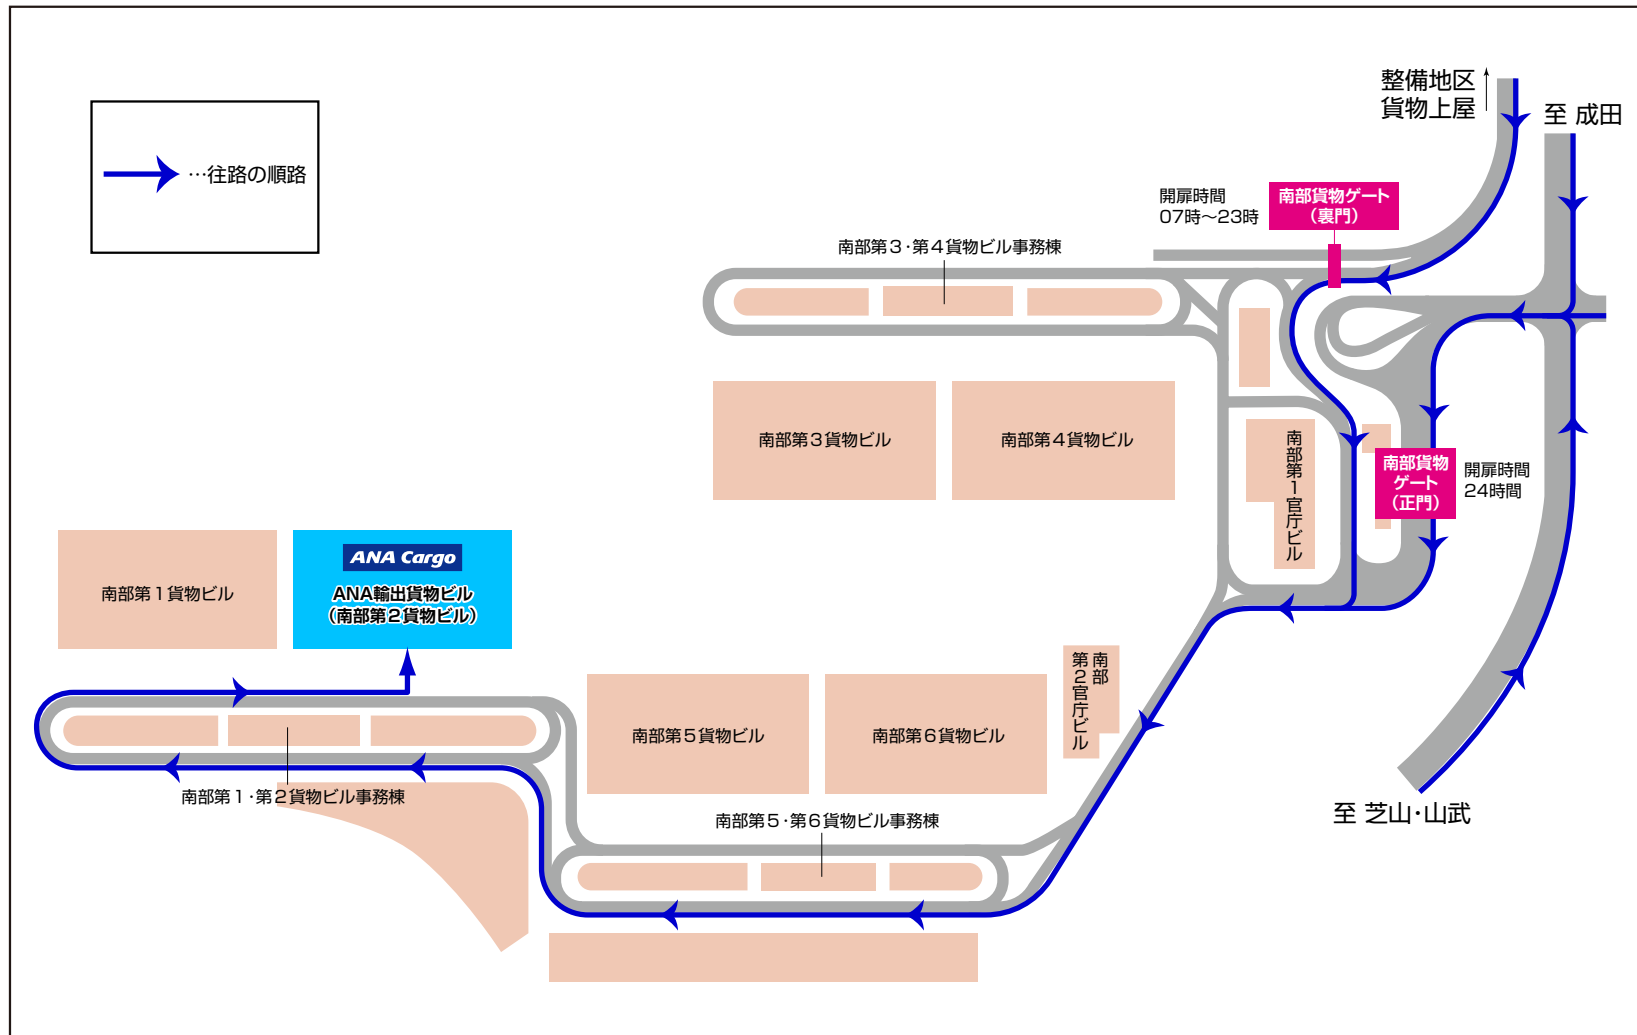 整備地区
貨物上屋
至 成田
…往路の順路
開扉時間
07時～23時
南部貨物ゲート
（裏門）
南部第3・第4貨物ビル事務棟
南部第3貨物ビル
南部第4貨物ビル
南部第1官庁ビル
南部貨物
ゲート
（正門）
開扉時間
24時間
南部第1貨物ビル
ANA Cargo
ANA輸出貨物ビル
（南部第2貨物ビル）
南部
第2官庁ビル
南部第5貨物ビル
南部第6貨物ビル
南部第1・第2貨物ビル事務棟
南部第5・第6貨物ビル事務棟
至 芝山・山武